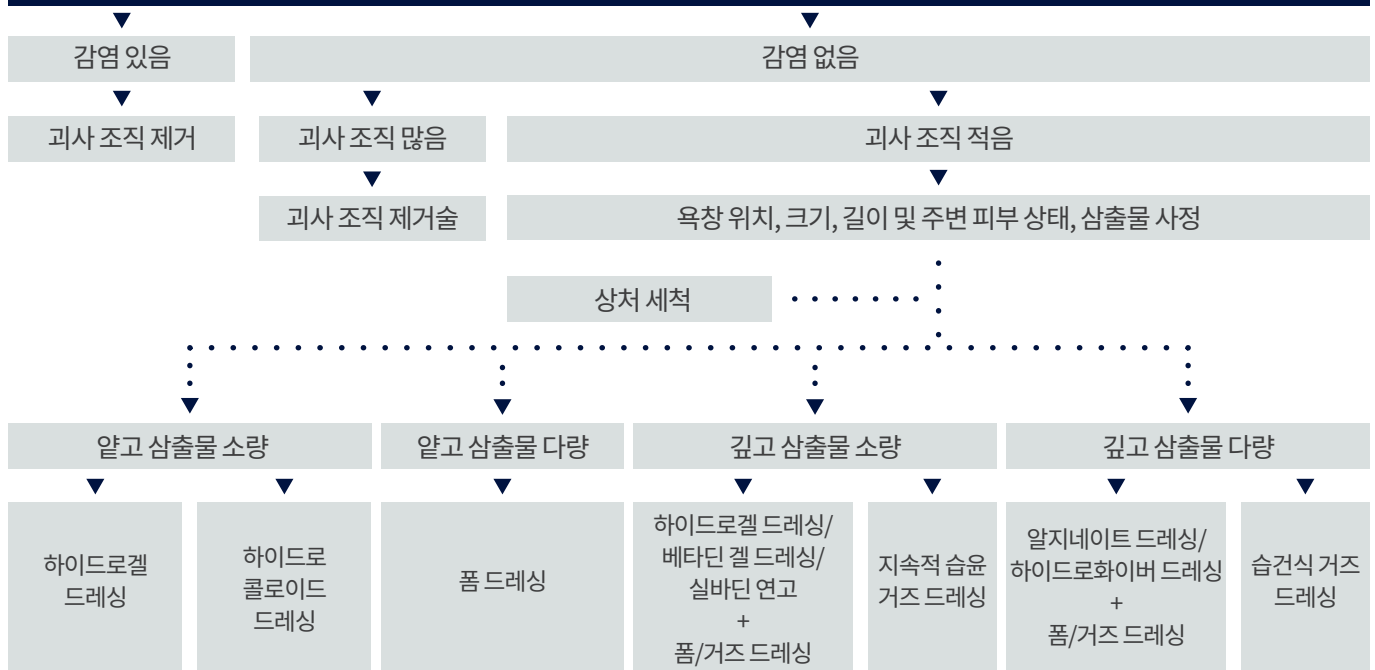 감염 있음
감염 없음
괴사 조직 제거
괴사 조직 많음
괴사 조직 적음
괴사 조직 제거술
욕창 위치, 크기, 길이 및 주변 피부 상태, 삼출물 사정
상처 세척
얕고 삼출물 소량
얕고 삼출물 다량
깊고 삼출물 소량
깊고 삼출물 다량
하이드로겔
드레싱
하이드로
콜로이드
드레싱
폼 드레싱
하이드로겔 드레싱/
베타딘 겔 드레싱/
실바딘 연고
+
폼/거즈 드레싱
지속적 습윤
거즈 드레싱
알지네이트 드레싱/
하이드로화이버 드레싱
+
폼/거즈 드레싱
습건식 거즈
드레싱